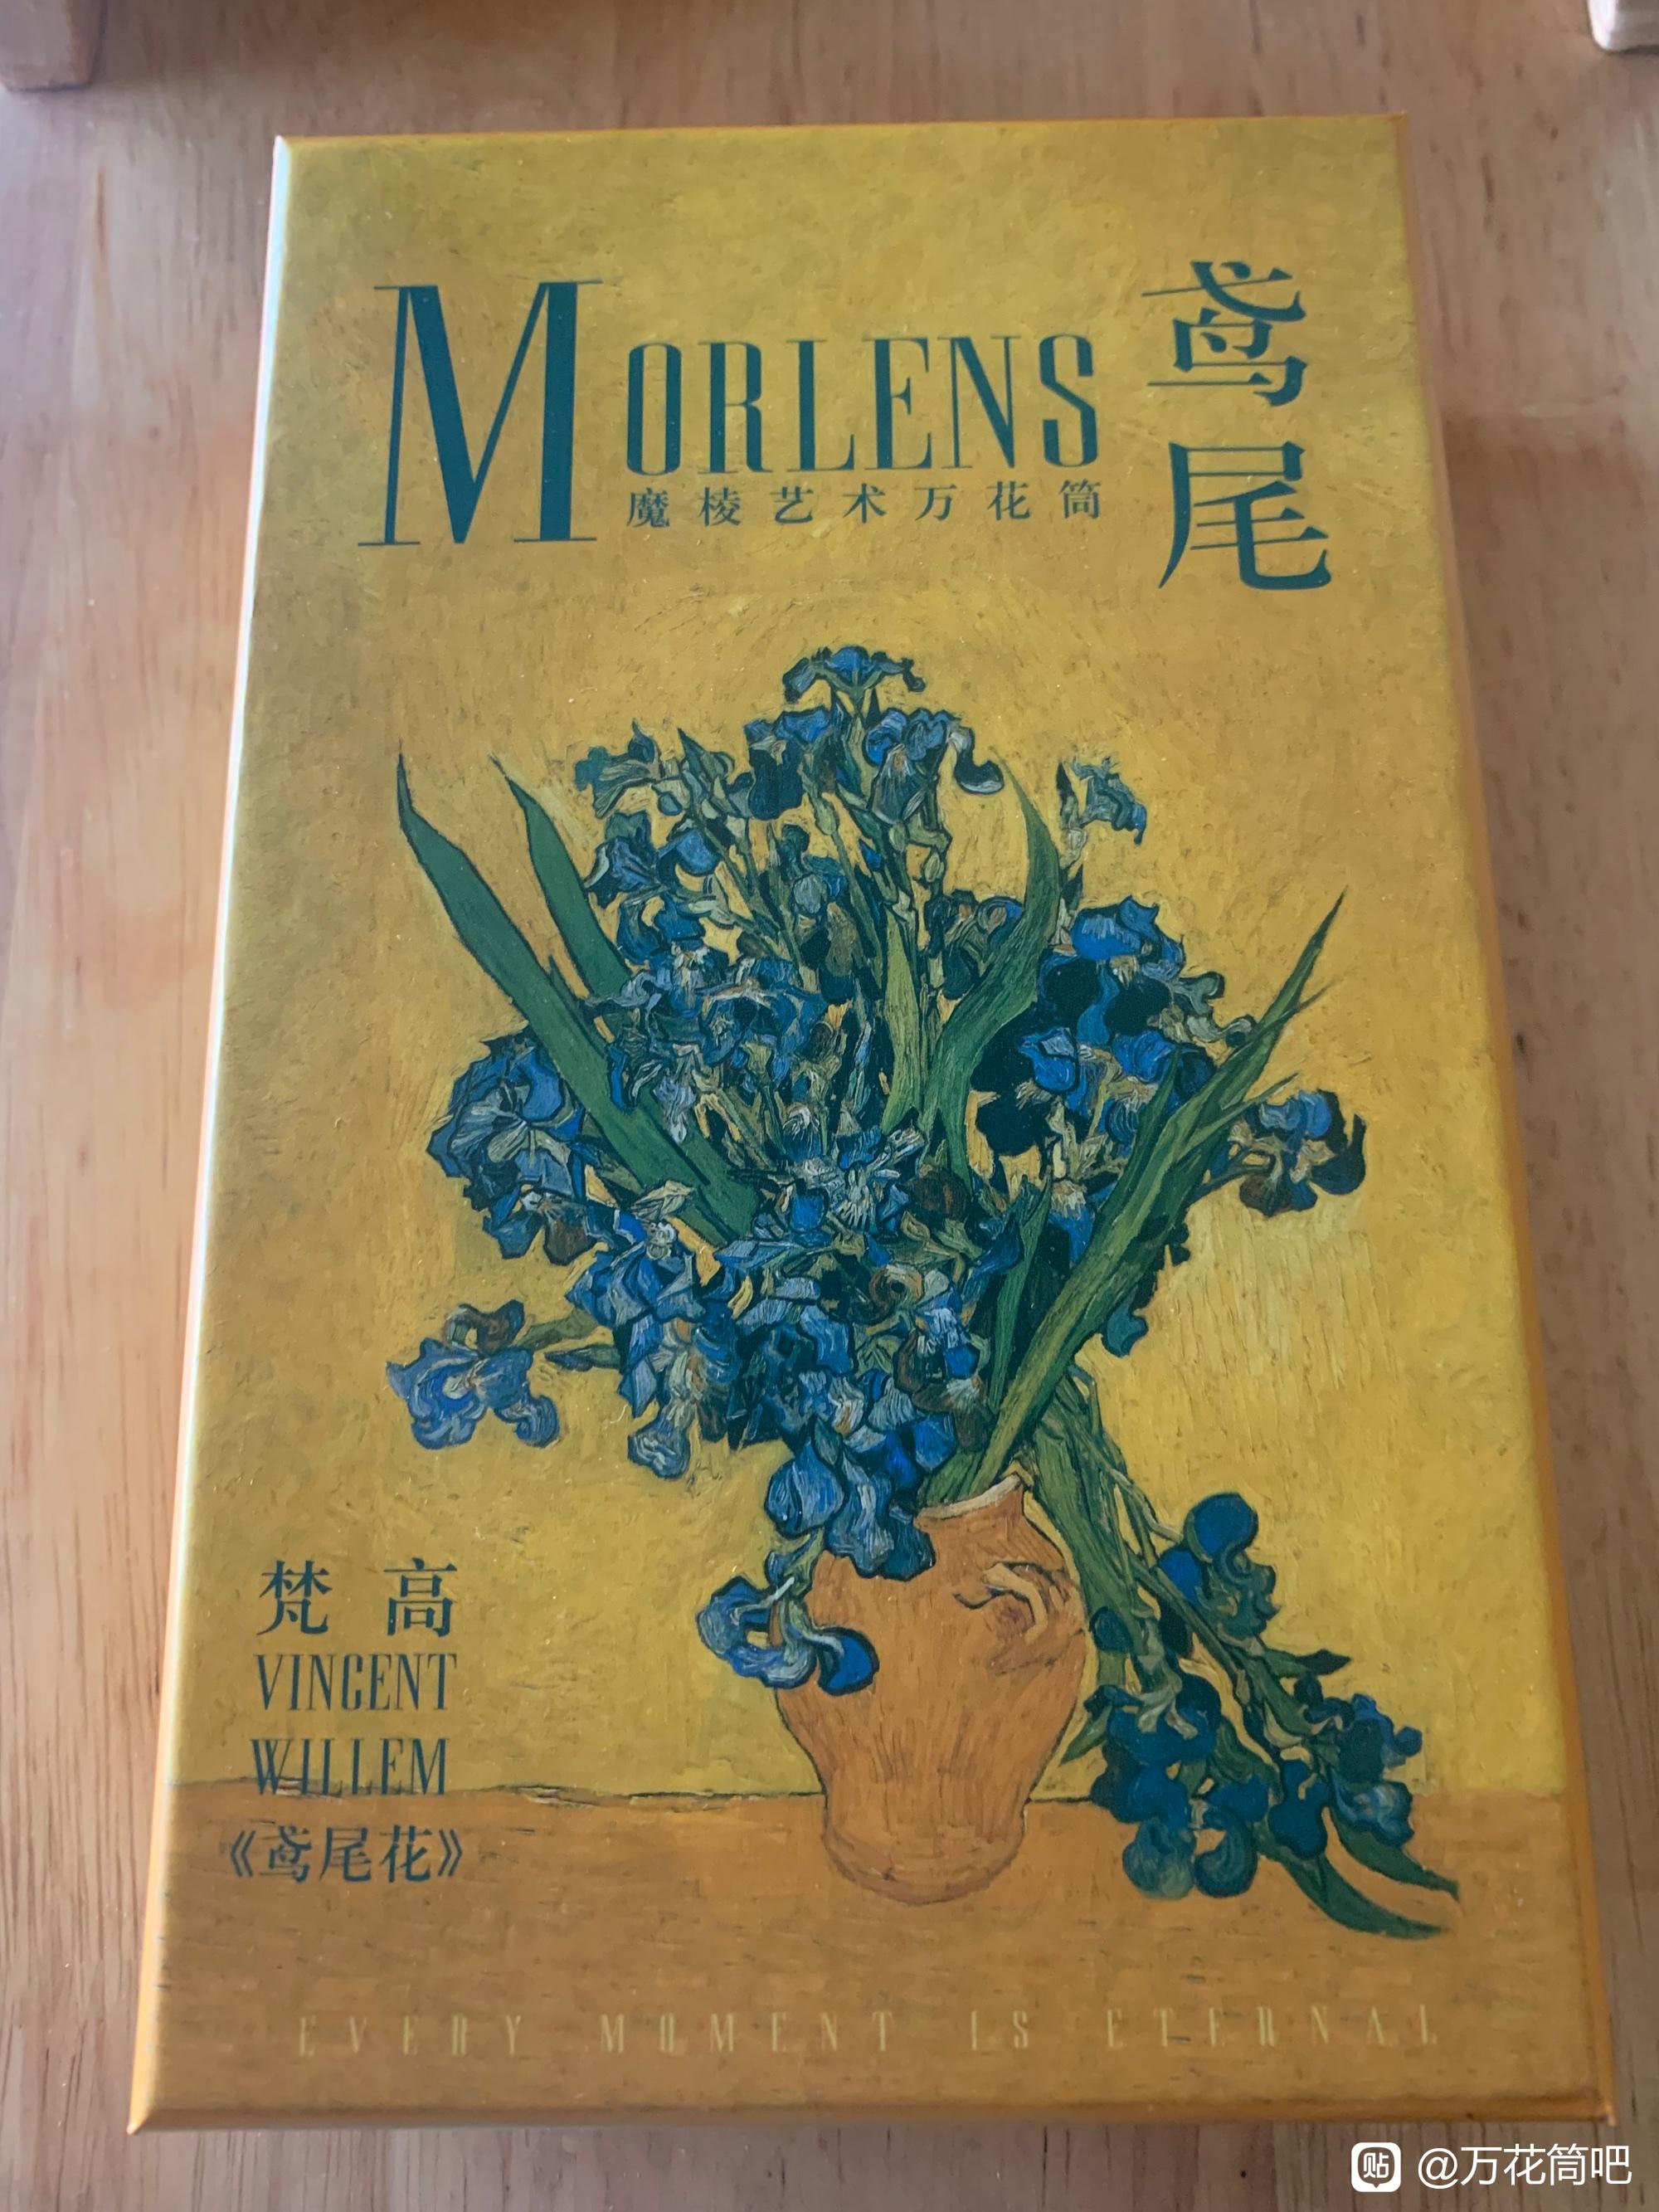 MORLENS
魔棱艺术万花筒
鸢尾
梵高
VINCENT
WILLEM
《鸢尾花》
EVERY MOMENT IS ETERNAL
贴 @万花筒吧